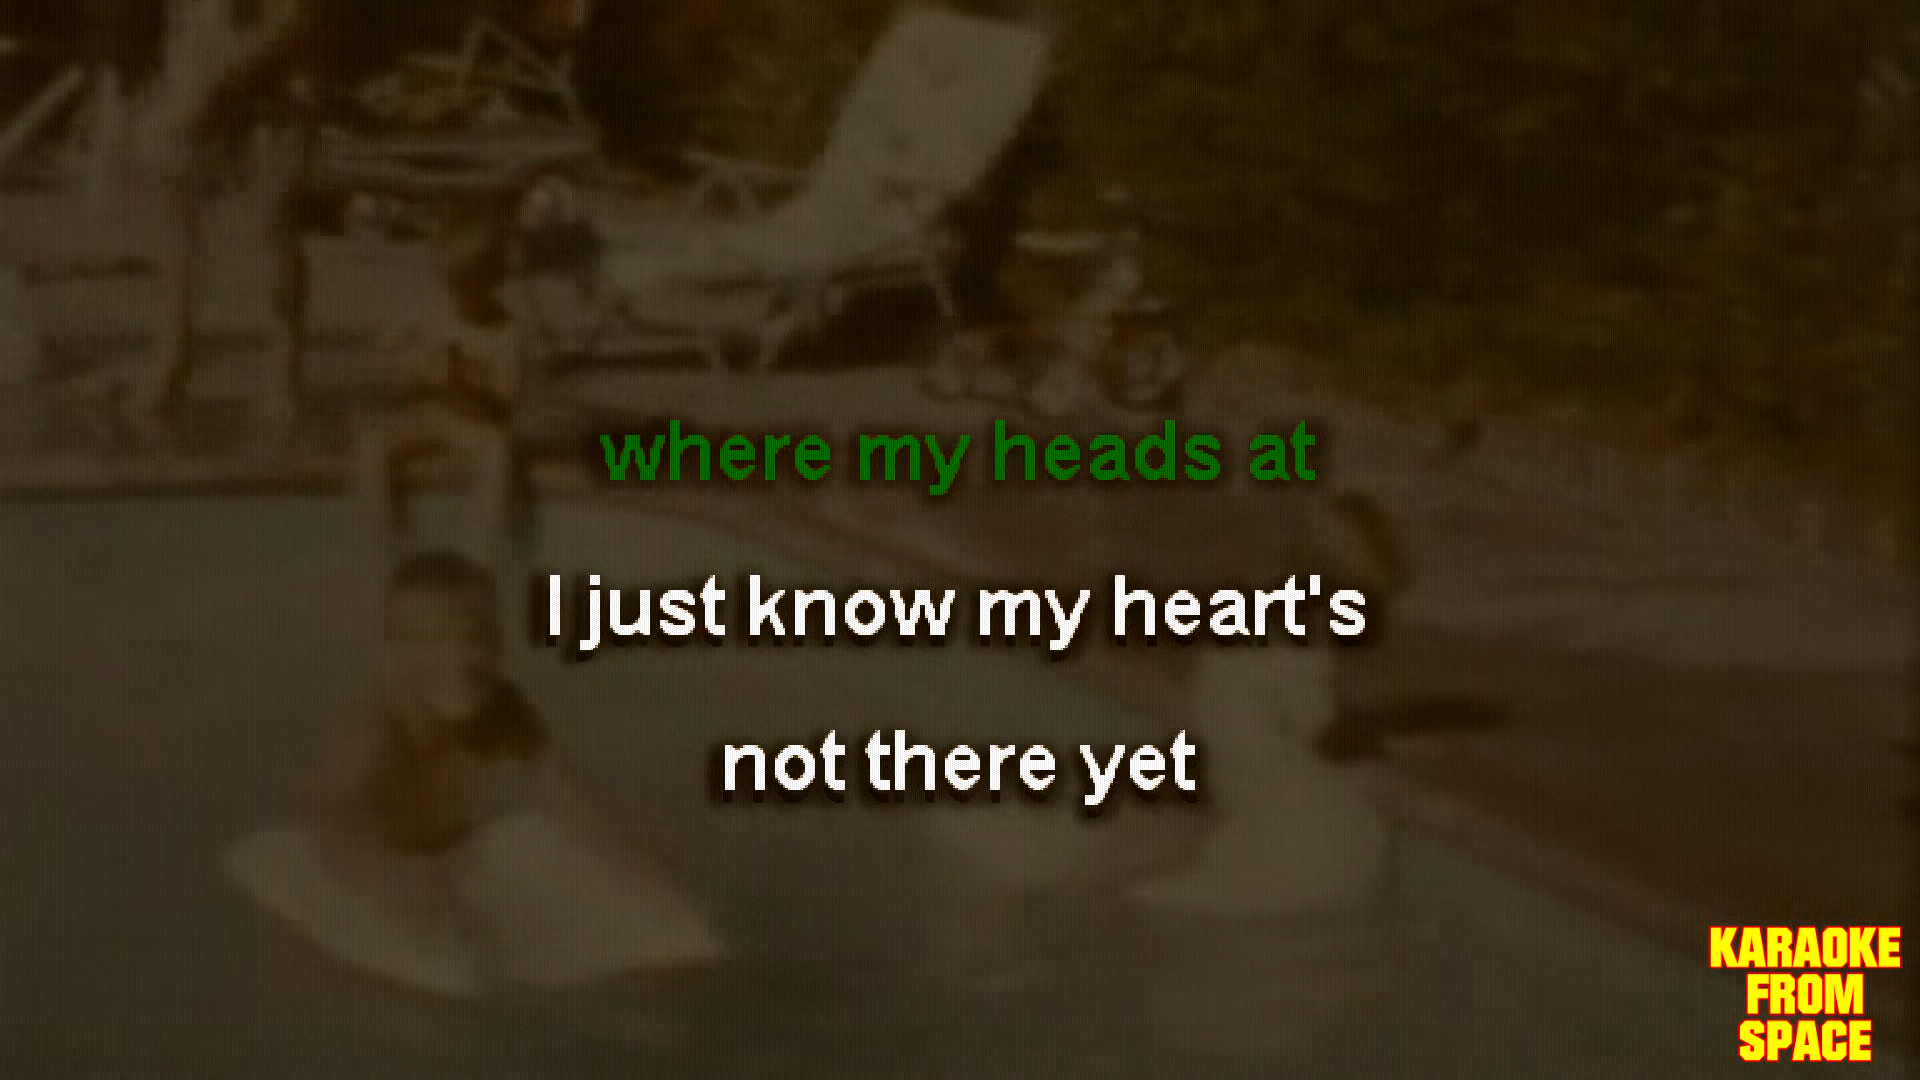 where my heads at
I just know my heart's
not there yet
KARAOKE
FROM
SPACE